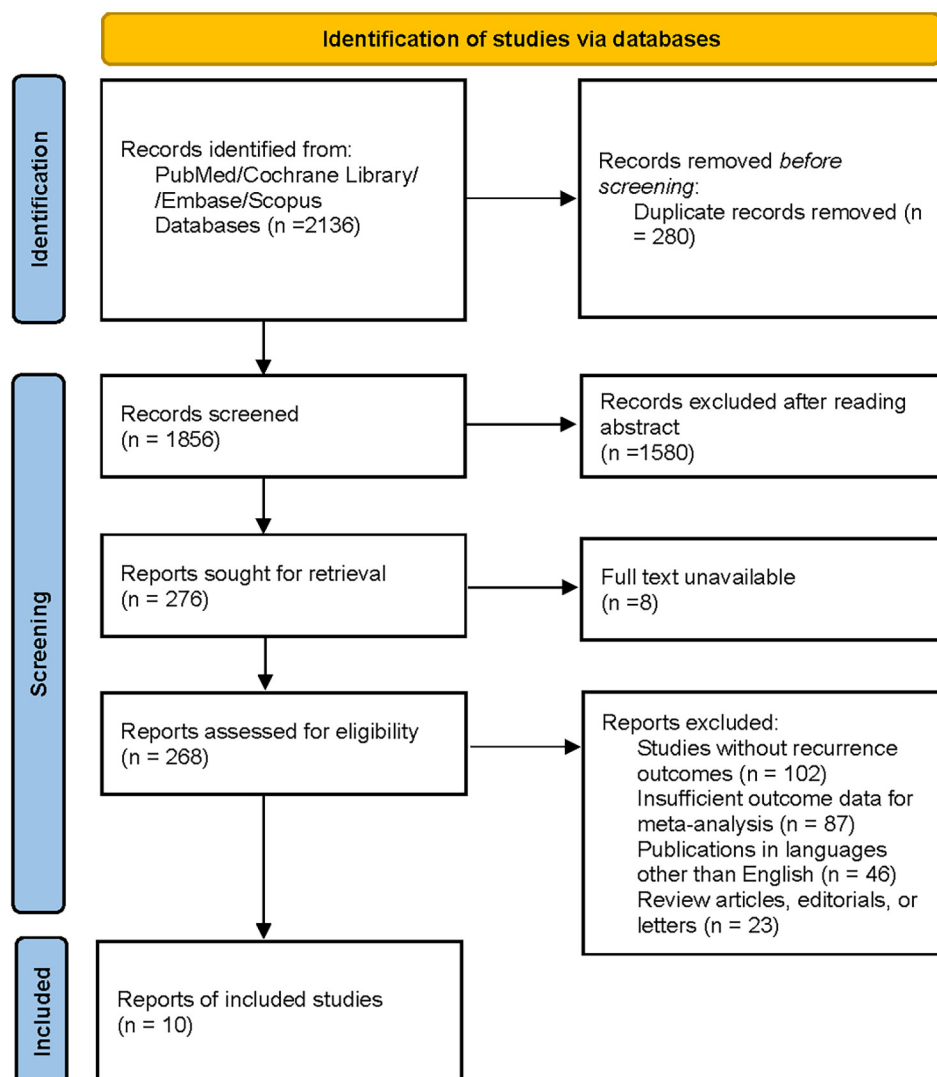 Identification of studies via databases
Identification
Records identified from:
PubMed/Cochrane Library/
/Embase/Scopus
Databases (n =2136)
Records removed before
screening:
Duplicate records removed (n
= 280)
Screening
Records screened
(n = 1856)
Records excluded after reading
abstract
(n =1580)
Reports sought for retrieval
(n = 276)
Full text unavailable
(n =8)
Reports assessed for eligibility
(n = 268)
Reports excluded:
Studies without recurrence
outcomes (n = 102)
Insufficient outcome data for
meta-analysis (n = 87)
Publications in languages
other than English (n = 46)
Review articles, editorials, or
letters (n = 23)
Included
Reports of included studies
(n = 10)